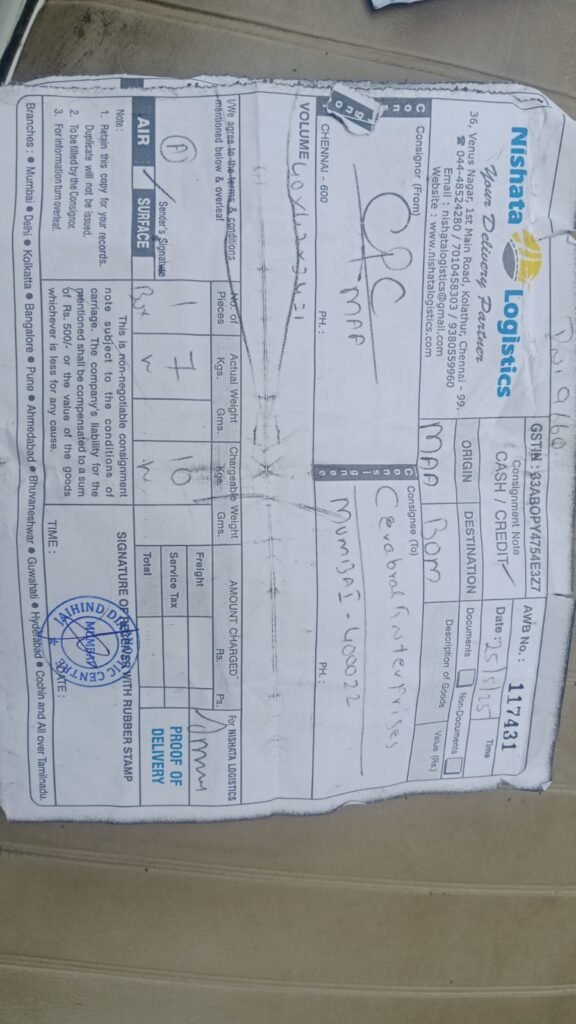 Nishata Logistics
Your Delivery Partner
36, Venus Nagar, 1st Main Road, Kolathur, Chennai - 99.
☎ 044-48524280 / 7010458303 / 9380559960
Email : nishatalogistics@gmail.com
Website : www.nishatalogistics.com
GSTIN : 33ABOPY4754E3Z7
Consignment Note
CASH / CREDIT
AWB No.: 117431
Date : 25/5/25
Time
ORIGIN
MAA
DESTINATION
BOM
Documents
Non-Documents
Description of Goods
Value (Rs.)
Consignor (From)
CPC
MAA
CHENNAI - 600
PH. :
Consignee
Consignee (To)
Enterprises
MUMBAI - 400022
PH. :
VOLUME
I/We agree to the terms & conditions
mentioned below & overleaf
Sender's Signature
AIR
SURFACE
No. of Pieces
1
Box
Actual Weight
Kgs. Gms.
7
Chargeable Weight
Kgs. Gms.
10
AMOUNT CHARGED
Rs. Ps.
Freight
Service Tax
Total
For NISHATA LOGISTICS
PROOF OF
DELIVERY
Note :
1. Retain this copy for your records.
Duplicate will not be issued.
2. To be filled by the Consignor.
3. For information turn overleaf.
This is non-negotiable consignment
note subject to the conditions of
carriage. The company's liability for the
mentioned shall be compensated to a sum
of Rs. 500/- or the value of the goods
whichever is less for any cause.
SIGNATURE OF RECEIVER WITH RUBBER STAMP
MUMBAI
TIME :
DATE :
Branches : ● Mumbai ● Delhi ● Kolkatta ● Bangalore ● Pune ● Ahmedabad ● Bhuvaneshwar ● Guwahati ● Hyderabad ● Cochin and All over Tamilnadu.